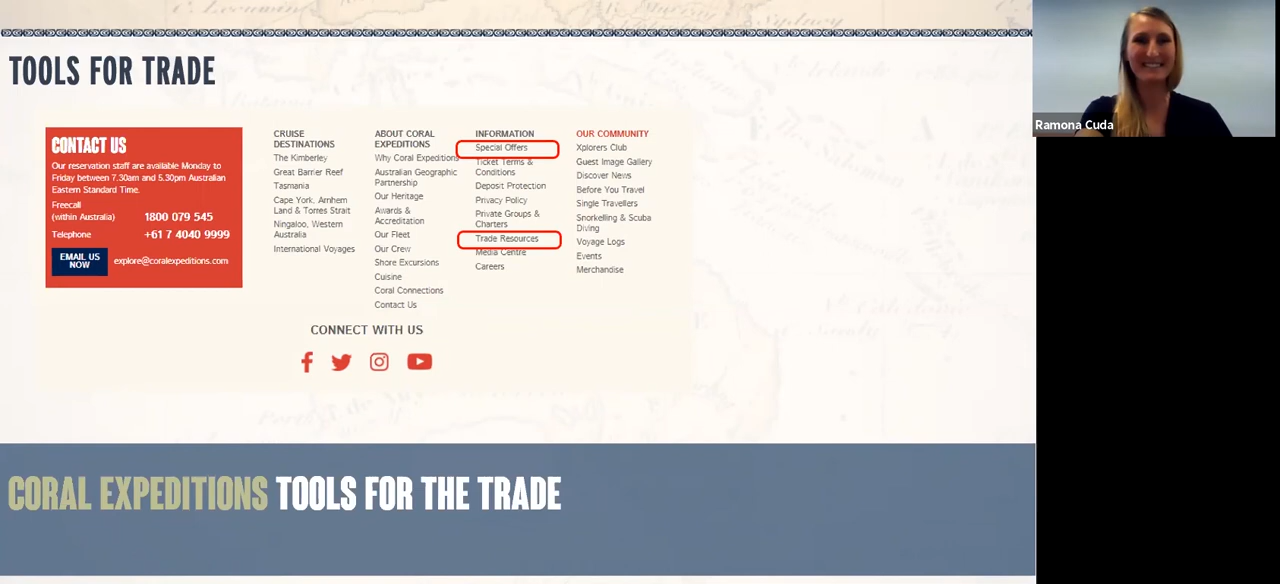 TOOLS FOR TRADE
CONTACT US
Our reservation staff are available Monday to
Friday between 7.30am and 5.30pm Australian
Eastern Standard Time.
Freecall
(within Australia) 1800 079 545
Telephone +61 7 4040 9999
EMAIL US
NOW
explore@coralexpeditions.com
CRUISE
DESTINATIONS
The Kimberley
Great Barrier Reef
Tasmania
Cape York, Arnhem
Land & Torres Strait
Ningaloo, Western
Australia
International Voyages
ABOUT CORAL
EXPEDITIONS
Why Coral Expeditions
Australian Geographic
Partnership
Our Heritage
Awards &
Accreditation
Our Fleet
Our Crew
Shore Excursions
Cuisine
Coral Connections
Contact Us
INFORMATION
Special Offers
Ticket Terms &
Conditions
Deposit Protection
Privacy Policy
Private Groups &
Charters
Trade Resources
Media Centre
Careers
OUR COMMUNITY
Xplorers Club
Guest Image Gallery
Discover News
Before You Travel
Single Travellers
Snorkelling & Scuba
Diving
Voyage Logs
Events
Merchandise
CONNECT WITH US
CORAL EXPEDITIONS TOOLS FOR THE TRADE
Ramona Cuda